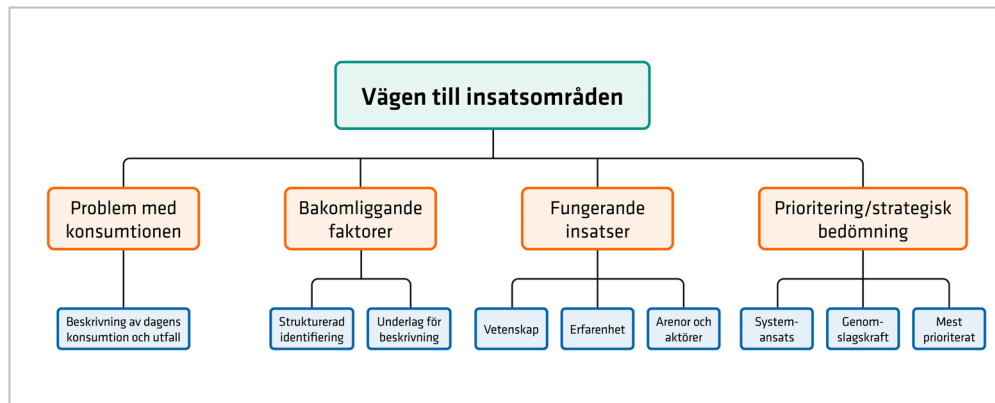 Vägen till insatsområden
Problem med
konsumtionen
Bakomliggande
faktorer
Fungerande
insatser
Prioritering/strategisk
bedömning
Beskrivning av dagens
konsumtion och utfall
Strukturerad
identifiering
Underlag för
beskrivning
Vetenskap
Erfarenhet
Arenor och
aktörer
System-
ansats
Genom-
slagskraft
Mest
prioriterat